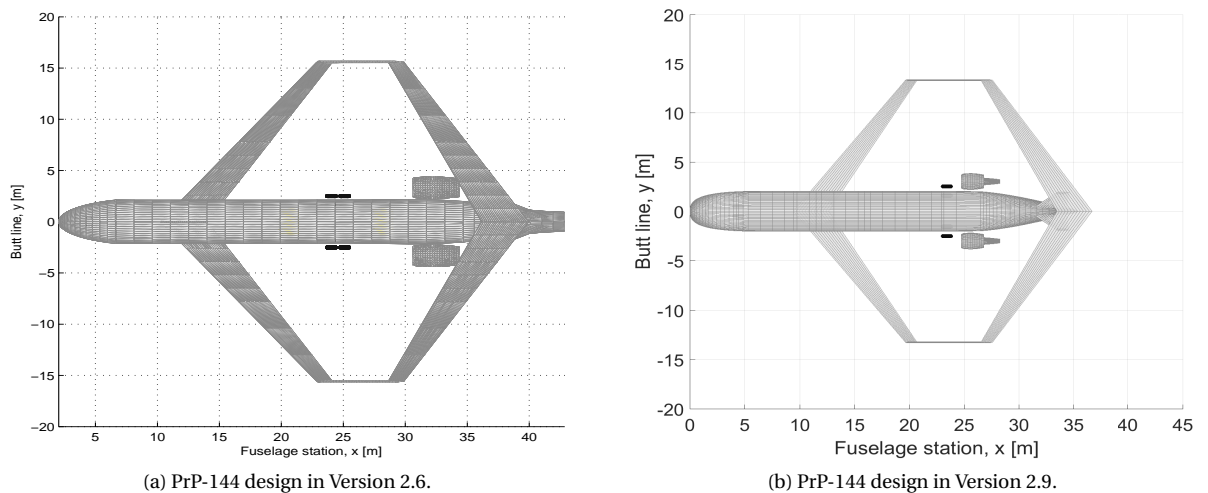 20
15
10
5
0
−5
−10
−15
−20
Butt line, y [m]
5 10 15 20 25 30 35 40
Fuselage station, x [m]
(a) PrP-144 design in Version 2.6.
20
15
10
5
0
-5
-10
-15
-20
Butt line, y [m]
0 5 10 15 20 25 30 35 40 45
Fuselage station, x [m]
(b) PrP-144 design in Version 2.9.